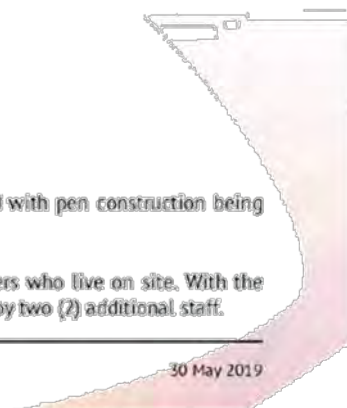 with pen construction being
ers who live on site. With the
by two (2) additional staff.
30 May 2019